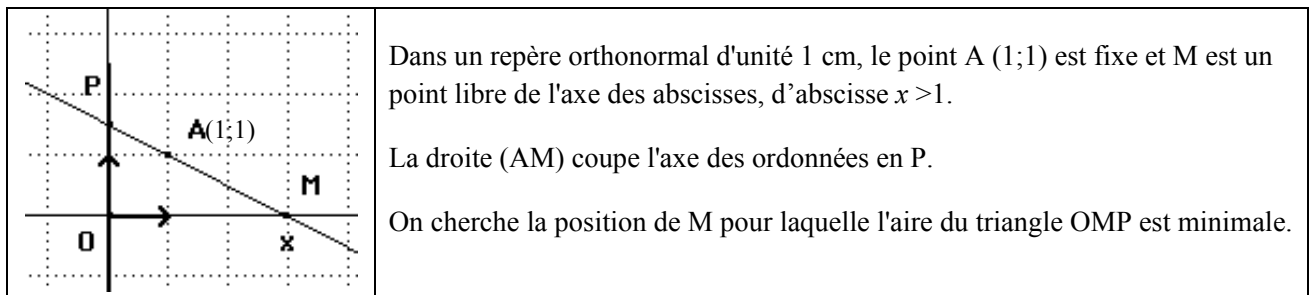 P
A(1;1)
M
O
x
Dans un repère orthonormal d'unité 1 cm, le point A (1;1) est fixe et M est un
point libre de l'axe des abscisses, d’abscisse x >1.
La droite (AM) coupe l'axe des ordonnées en P.
On cherche la position de M pour laquelle l'aire du triangle OMP est minimale.